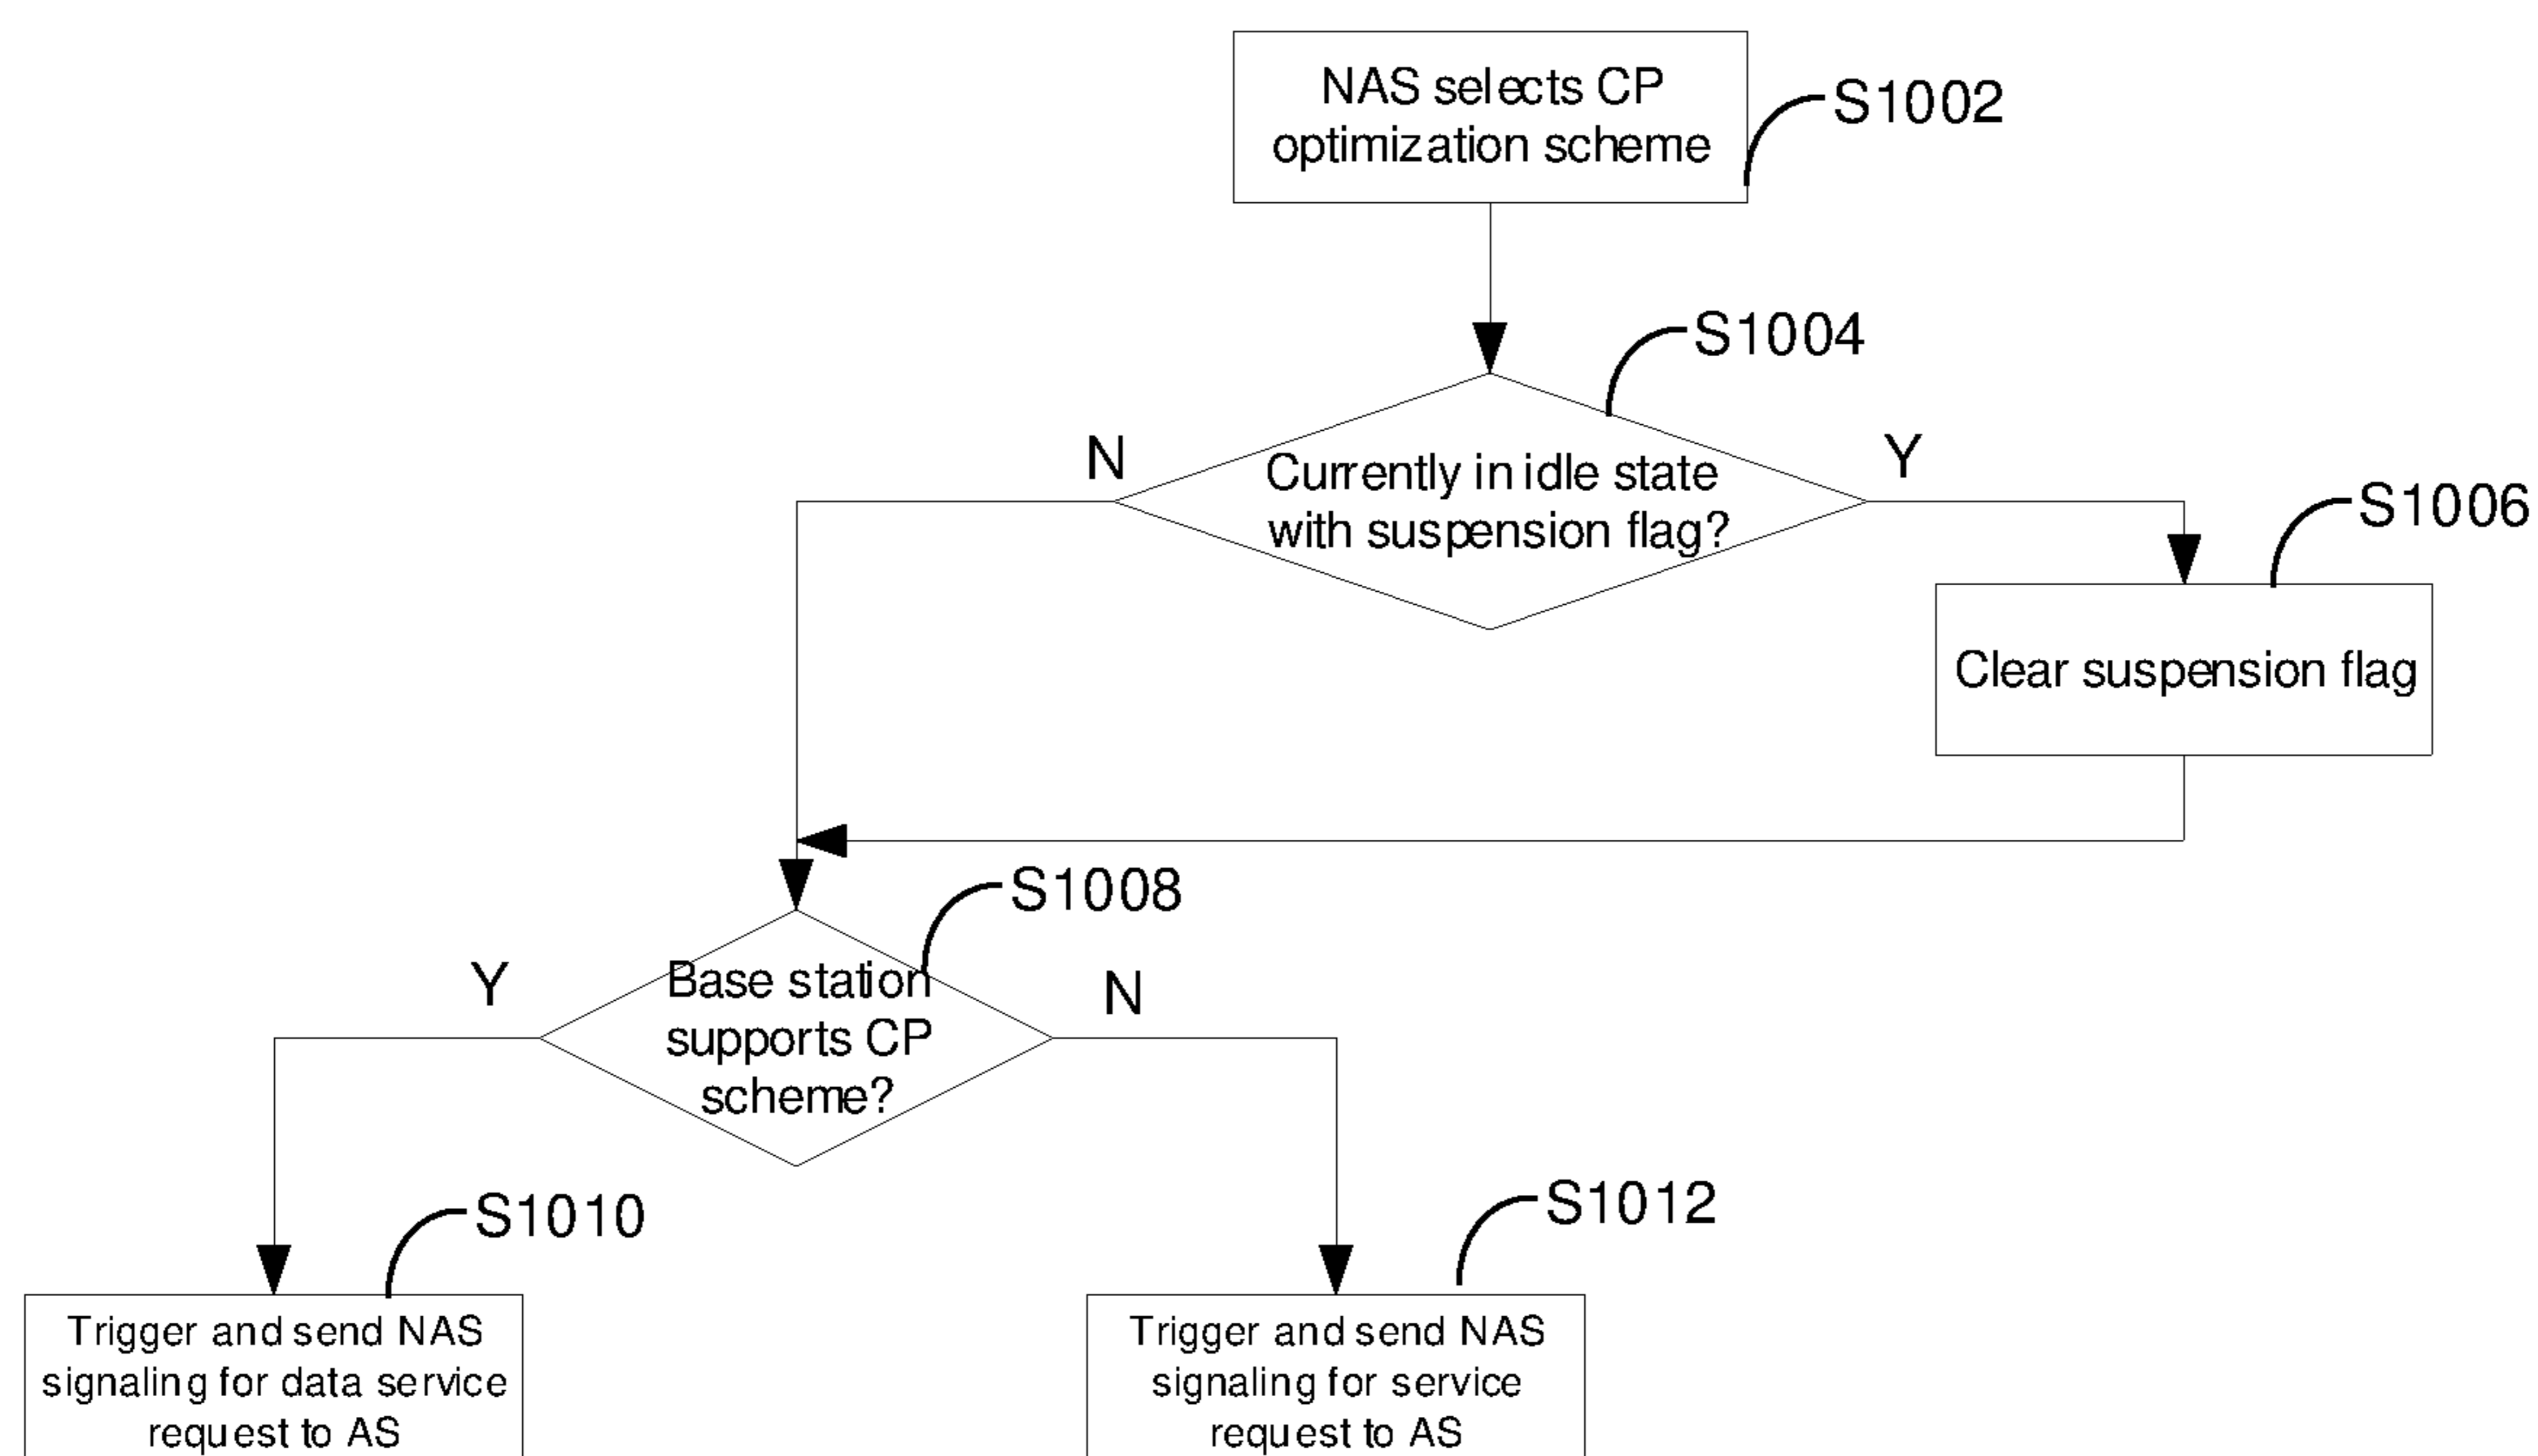 NAS selects CP
optimization scheme
S1002
S1004
N
Currently in idle state
with suspension flag?
Y
S1006
Clear suspension flag
S1008
Y
Base station
supports CP
scheme?
N
S1010
Trigger and send NAS
signaling for data service
request to AS
S1012
Trigger and send NAS
signaling for service
request to AS